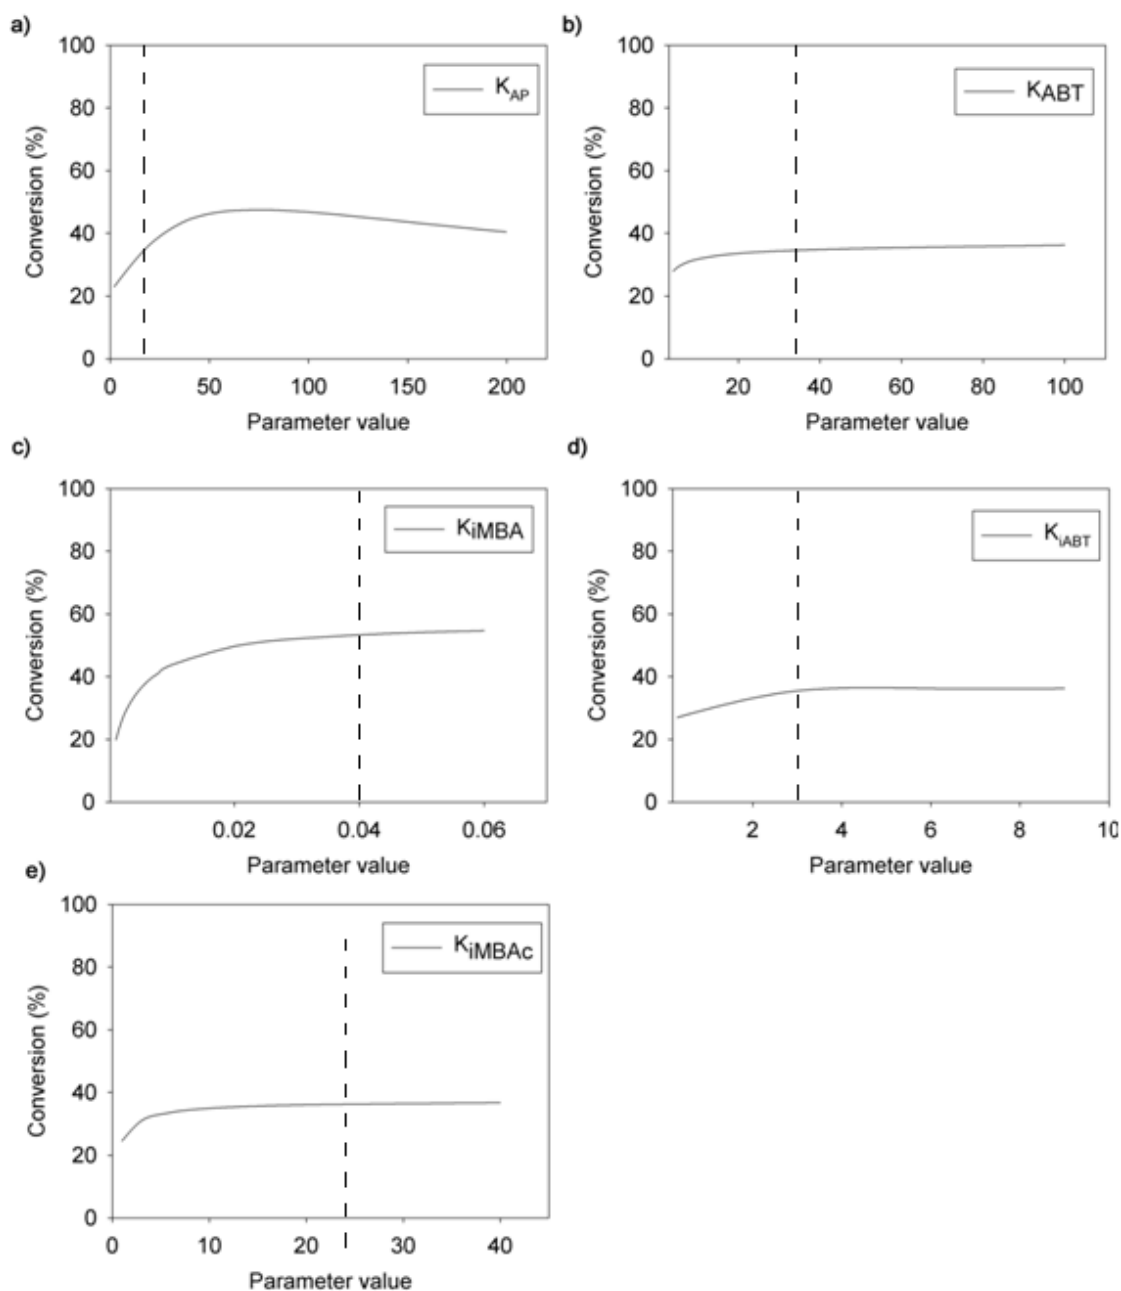 a)
100
80
60
40
20
0
Conversion (%)
K_AP
0 50 100 150 200
Parameter value
b)
100
80
60
40
20
0
Conversion (%)
KABT
20 40 60 80 100
Parameter value
c)
100
80
60
40
20
0
Conversion (%)
KiMBA
0.02 0.04 0.06
Parameter value
d)
100
80
60
40
20
0
Conversion (%)
KiABT
2 4 6 8 10
Parameter value
e)
100
80
60
40
20
0
Conversion (%)
KiMBAc
0 10 20 30 40
Parameter value